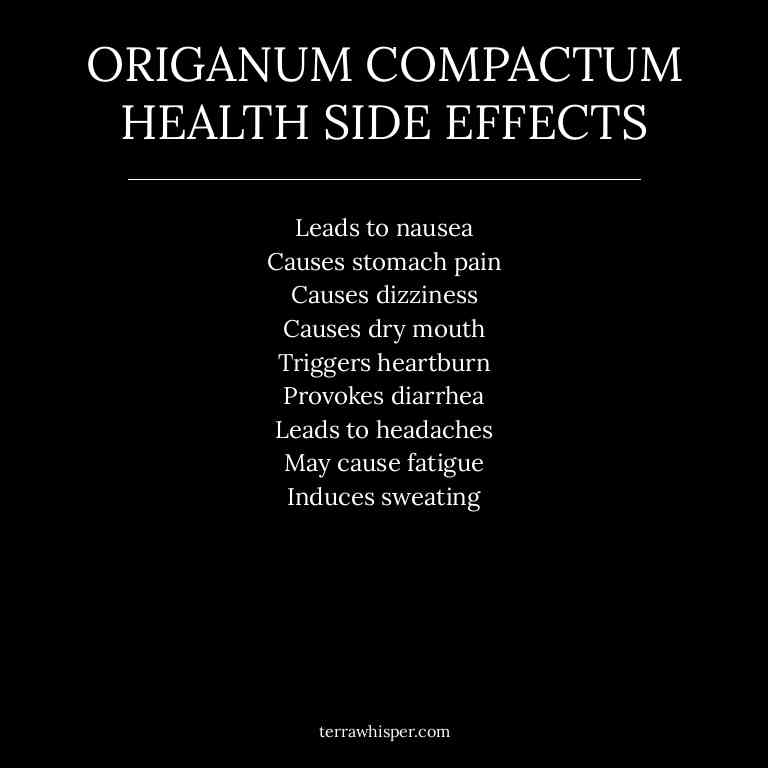 ORIGANUM COMPACTUM
HEALTH SIDE EFFECTS
Leads to nausea
Causes stomach pain
Causes dizziness
Causes dry mouth
Triggers heartburn
Provokes diarrhea
Leads to headaches
May cause fatigue
Induces sweating
terrawhisper.com